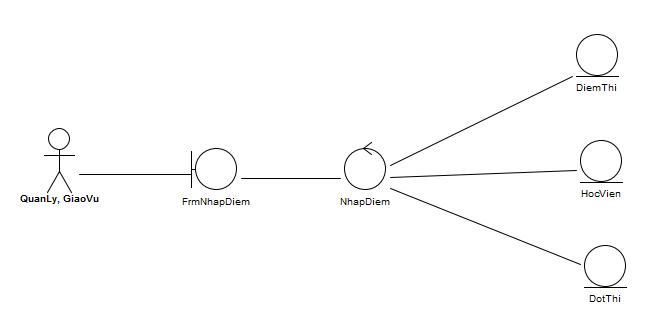 DiemThi
HocVien
QuanLy, GiaoVu
FrmNhapDiem
NhapDiem
DotThi